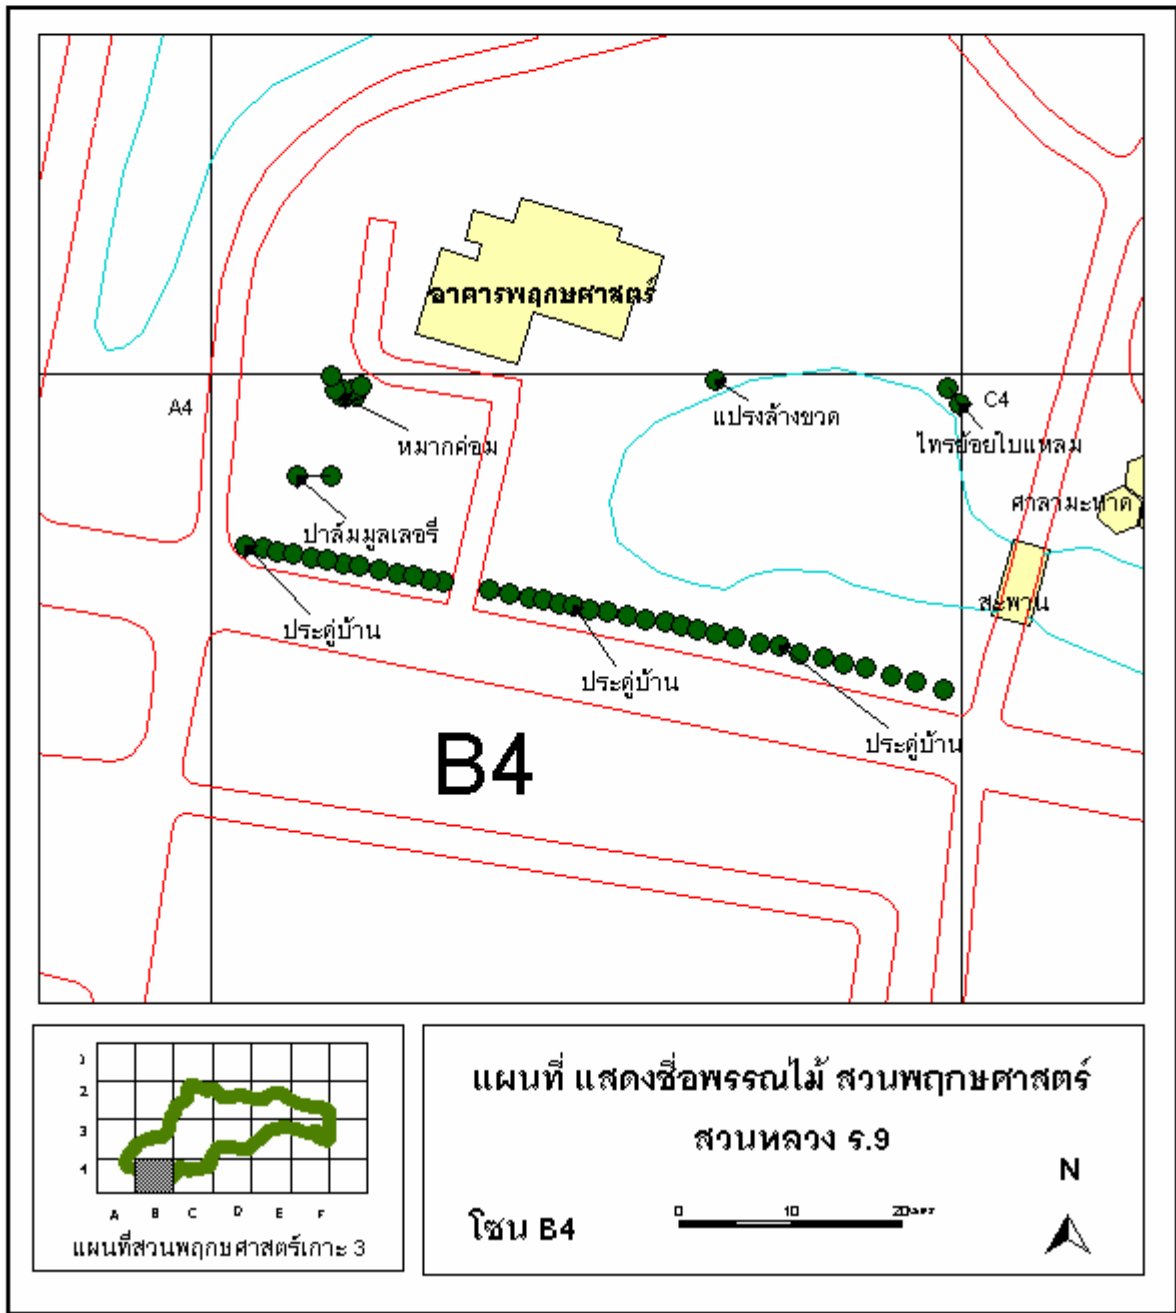 อาคารพฤกษศาสตร์
A4
C4
แปรงล้างขวด
หมากค่อม
ไทรย้อยใบแหลม
ศาลามะหาด
ปาล์มมูลเลอรี่
สะพาน
ประดู่บ้าน
ประดู่บ้าน
ประดู่บ้าน
B4
1
2
3
4
A B C D E F
แผนที่สวนพฤกษศาสตร์เกาะ 3
แผนที่ แสดงชื่อพรรณไม้ สวนพฤกษศาสตร์
สวนหลวง ร.9
N
โซน B4
0 10 20